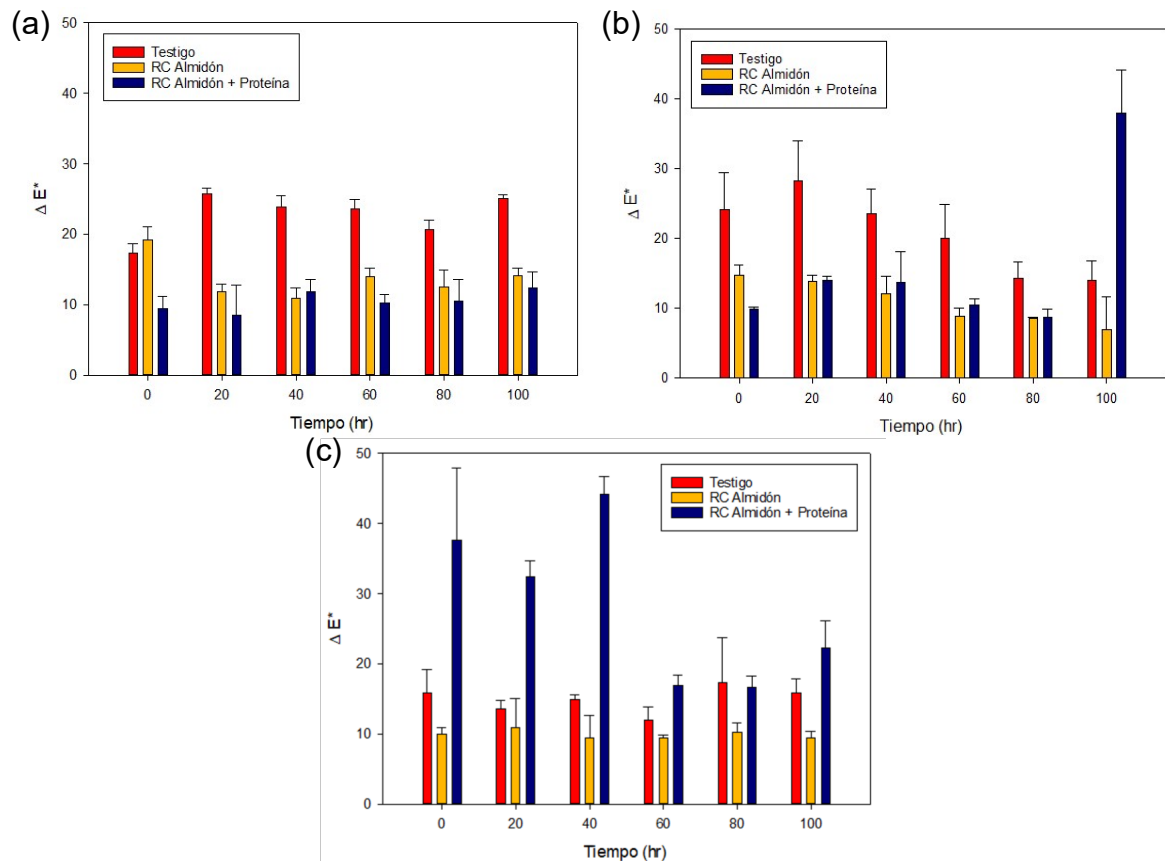 (a)
50
40
30
20
10
0
Δ E*
Testigo
RC Almidón
RC Almidón + Proteína
0 20 40 60 80 100
Tiempo (hr)
(b)
50
40
30
20
10
0
Δ E*
Testigo
RC Almidón
RC Almidón + Proteína
0 20 40 60 80 100
Tiempo (hr)
(c)
50
40
30
20
10
0
Δ E*
Testigo
RC Almidón
RC Almidón + Proteína
0 20 40 60 80 100
Tiempo (hr)